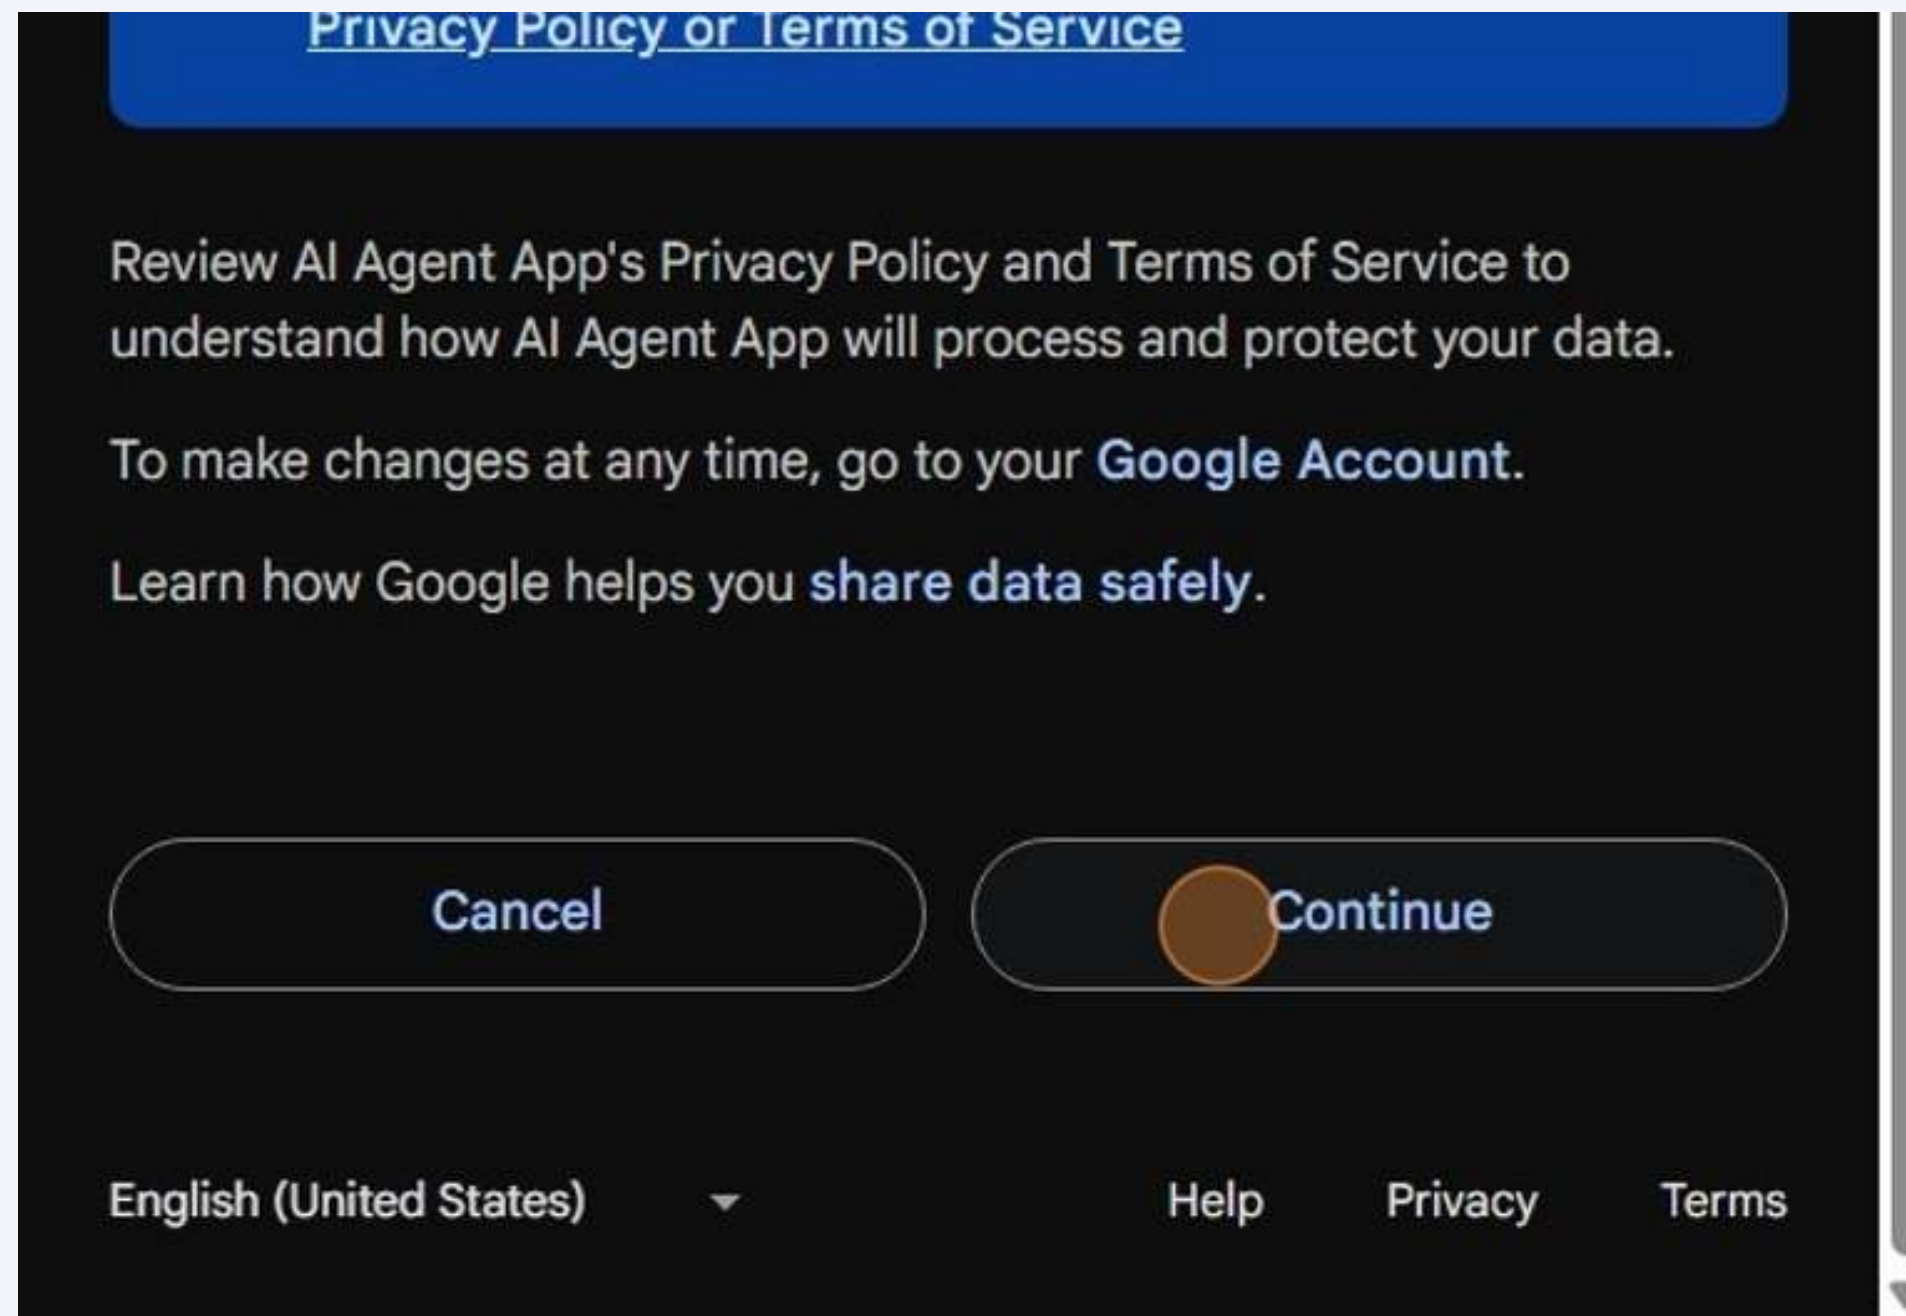 Privacy Policy or Terms of Service
Review AI Agent App's Privacy Policy and Terms of Service to
understand how AI Agent App will process and protect your data.
To make changes at any time, go to your Google Account.
Learn how Google helps you share data safely.
Cancel
Continue
English (United States)
Help
Privacy
Terms